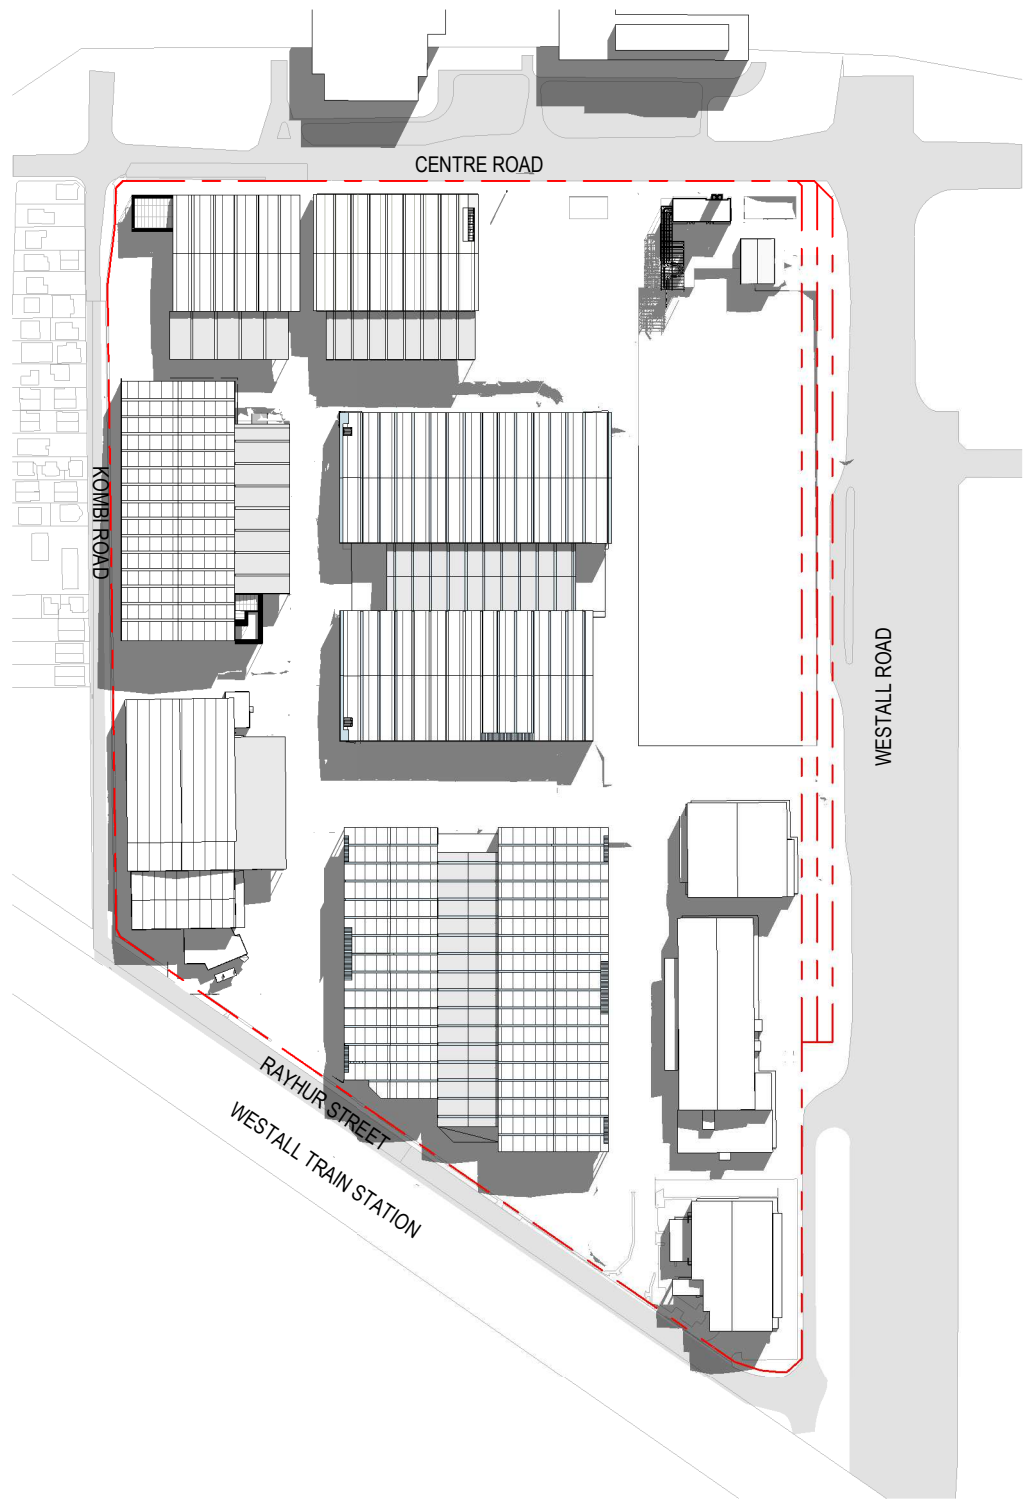 CENTRE ROAD
KOMBI ROAD
WESTALL ROAD
RAYHUR STREET
WESTALL TRAIN STATION